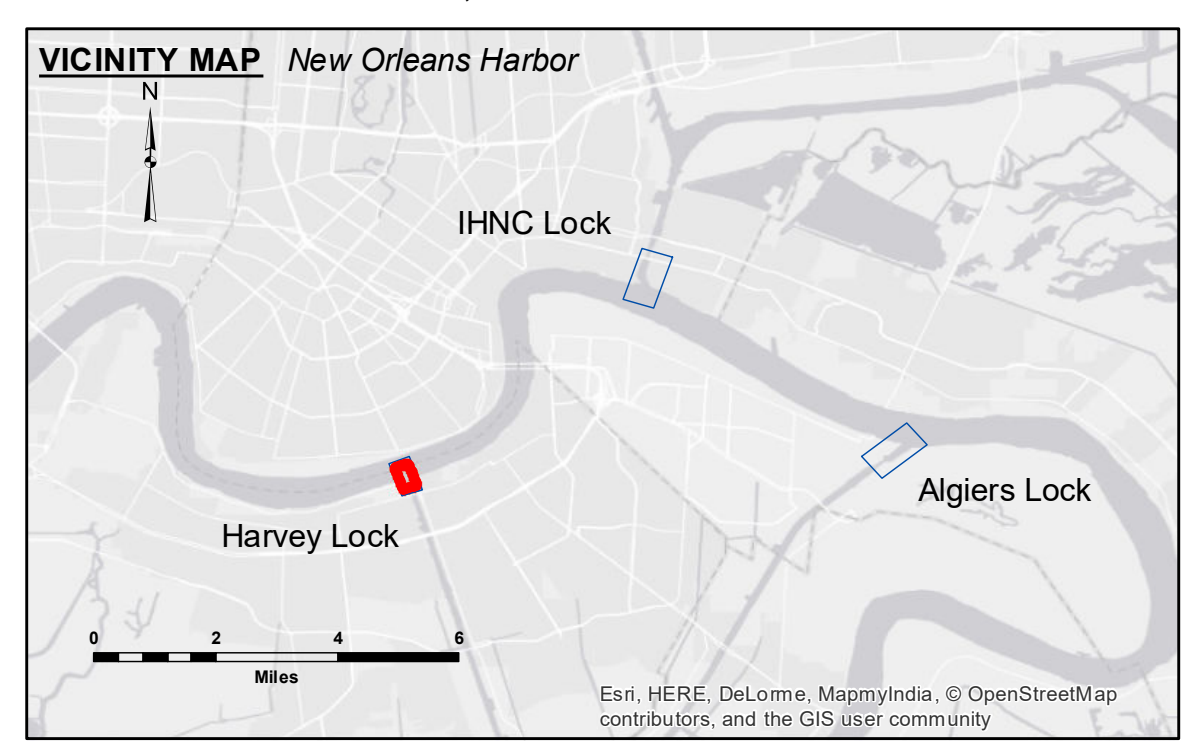 VICINITY MAP New Orleans Harbor
N
IHNC Lock
Algiers Lock
Harvey Lock
0 2 4 6
Miles
Esri, HERE, DeLorme, MapmyIndia, © OpenStreetMap
contributors, and the GIS user community